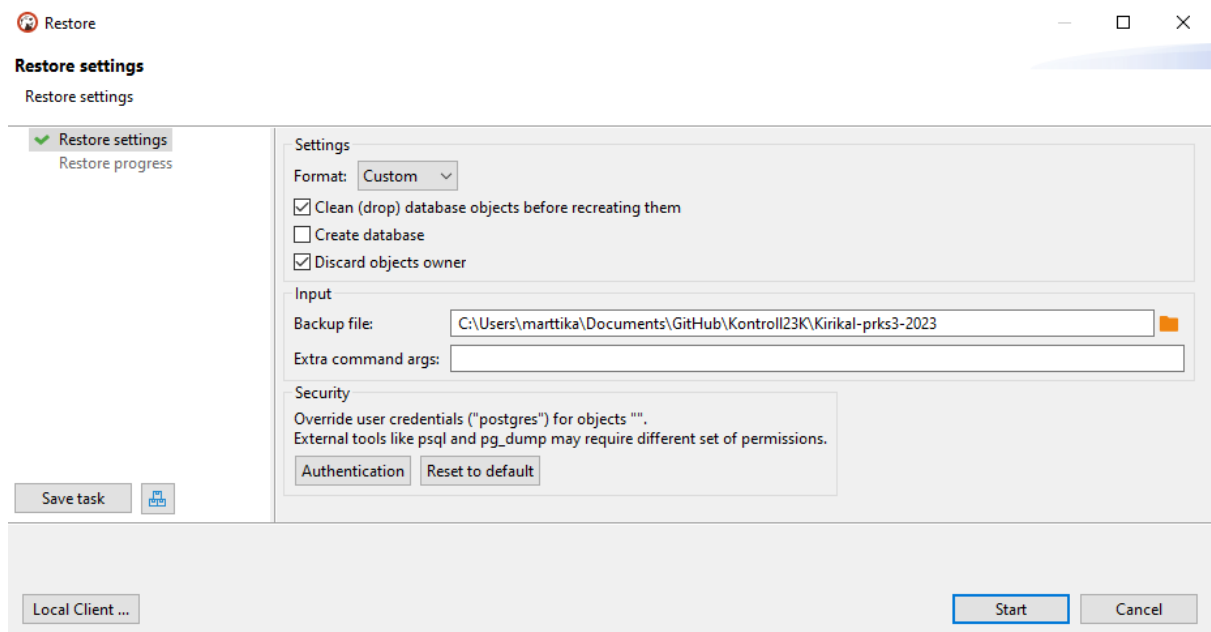 Restore
Restore settings
Restore settings
Restore settings
Restore progress
Settings
Format: Custom
Clean (drop) database objects before recreating them
Create database
Discard objects owner
Input
Backup file: C:\Users\marttika\Documents\GitHub\Kontroll23K\Kirikal-prks3-2023
Extra command args:
Security
Override user credentials ("postgres") for objects "".
External tools like psql and pg_dump may require different set of permissions.
Authentication Reset to default
Save task
Local Client ... Start Cancel